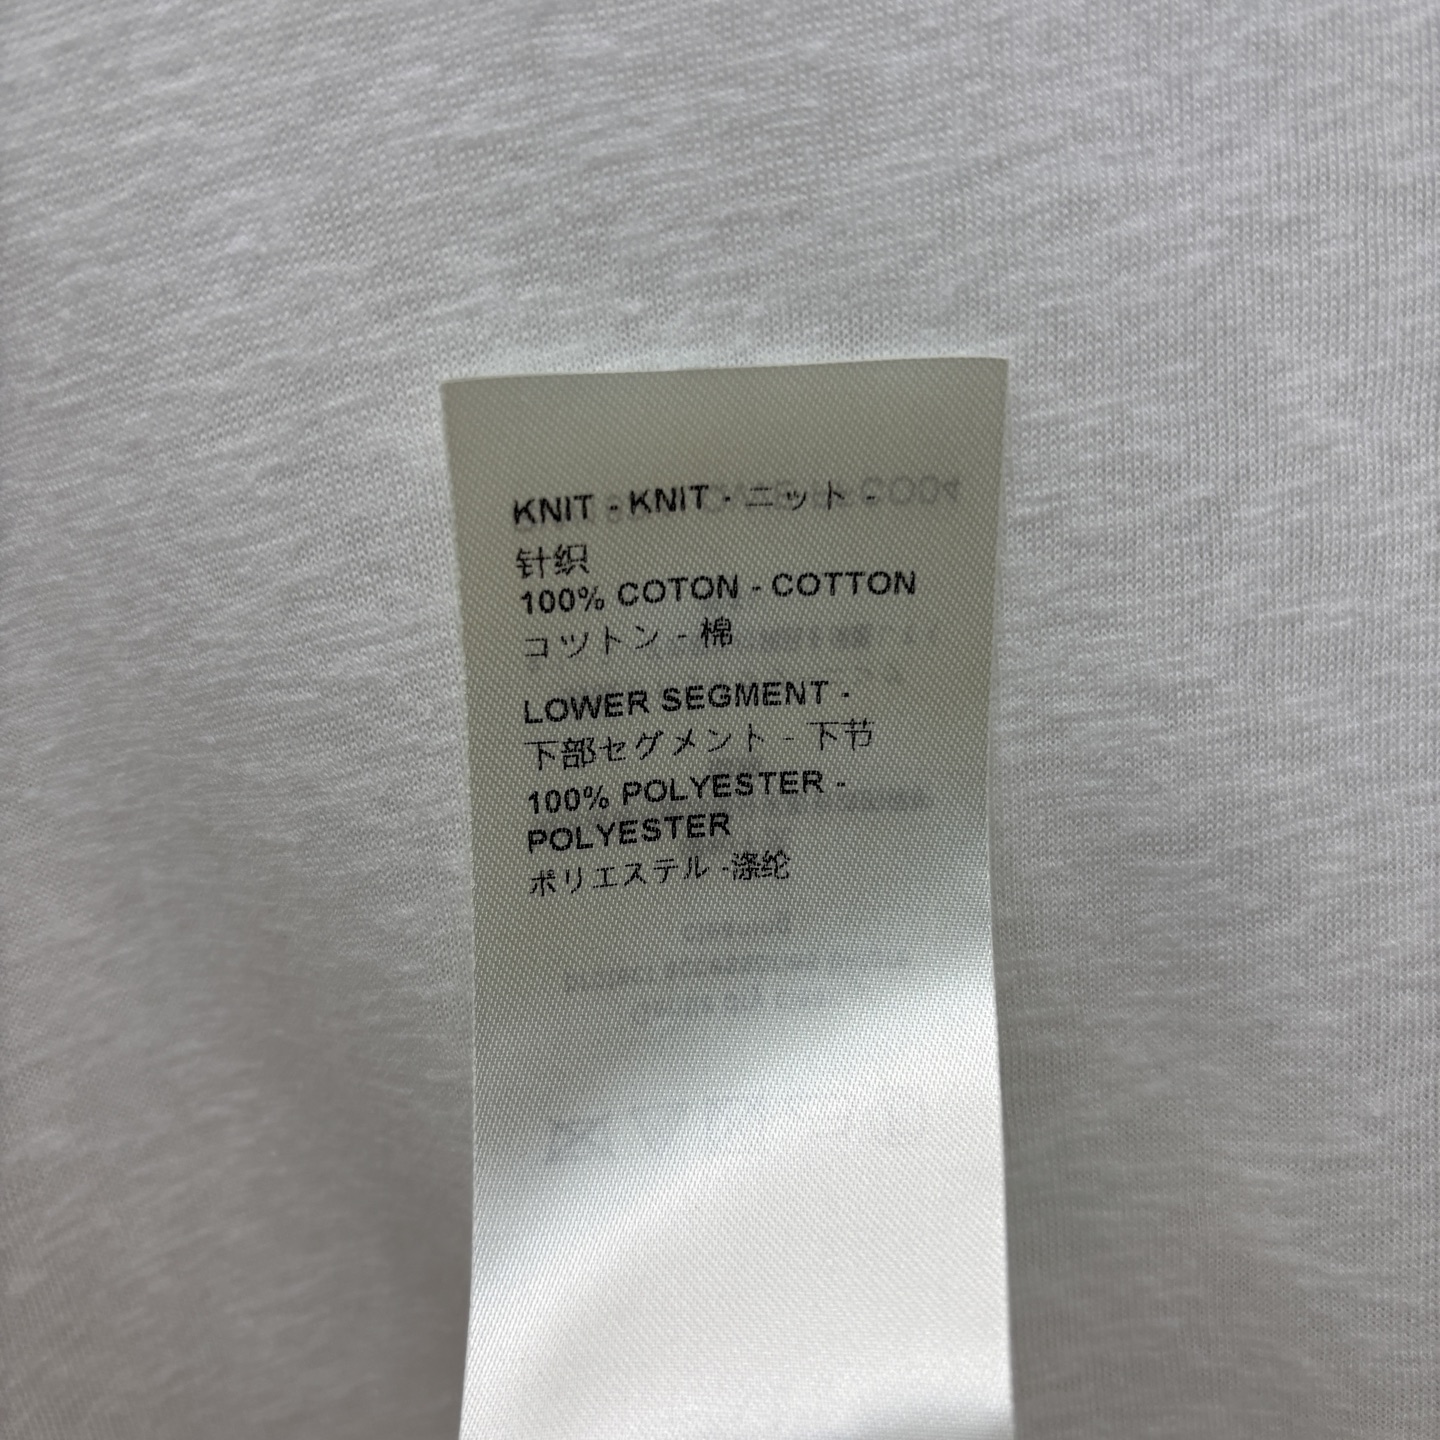 KNIT - KNIT - ニット -
针织
100% COTON - COTTON
コツトン - 棉
LOWER SEGMENT -
下部セグメント - 下节
100% POLYESTER -
POLYESTER
ポリエステル -涤纶